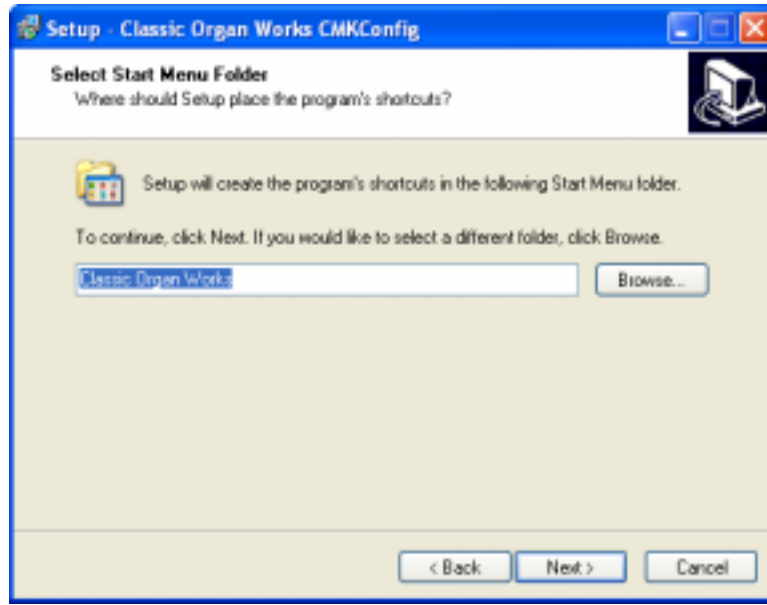 Setup - Classic Organ Works CMKConfig
Select Start Menu Folder
Where should Setup place the program's shortcuts?
Setup will create the program's shortcuts in the following Start Menu folder.
To continue, click Next. If you would like to select a different folder, click Browse.
Classic Organ Works
Browse...
< Back
Next >
Cancel